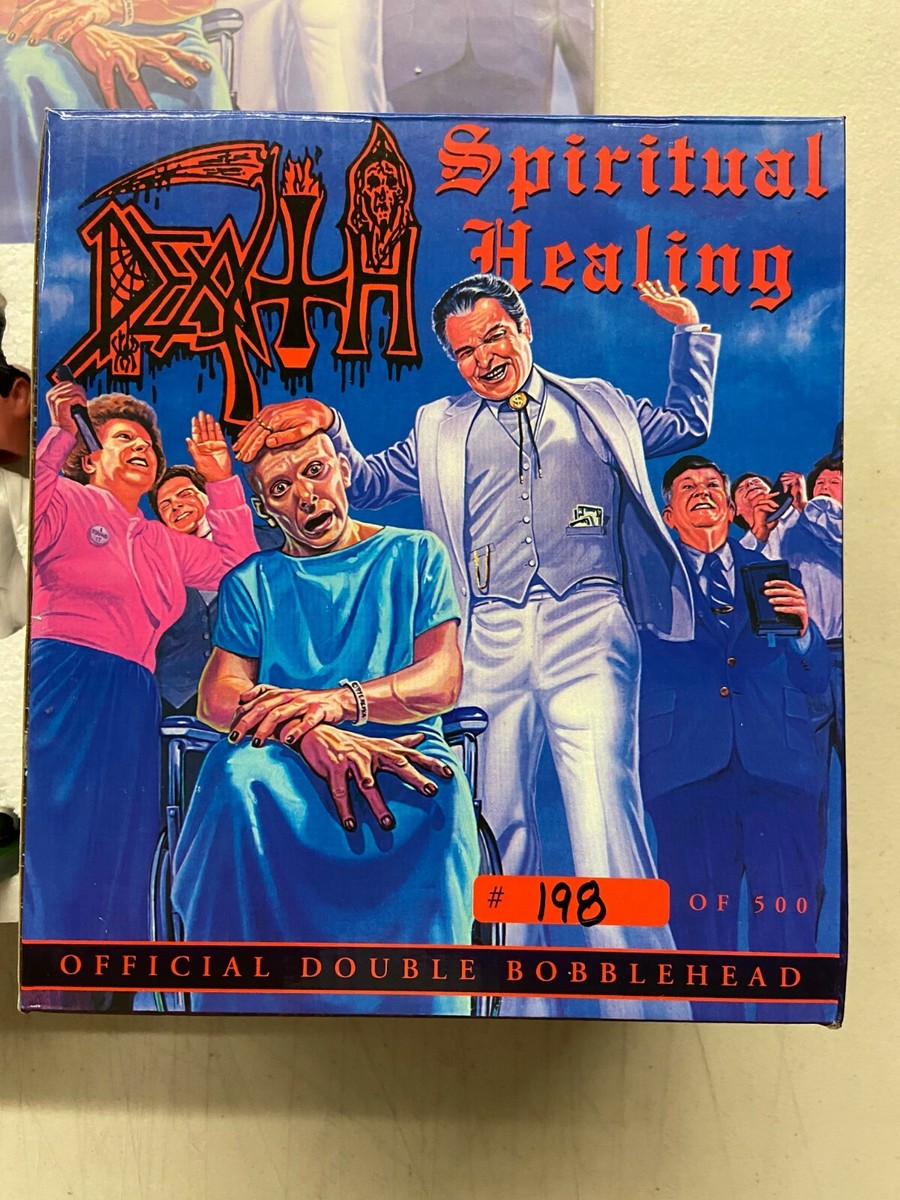 DEATH
Spiritual
Healing
# 198 OF 500
OFFICIAL DOUBLE BOBBLEHEAD